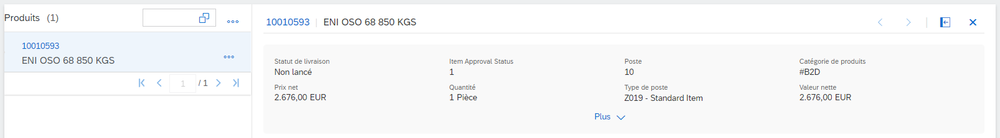 Produits (1)
10010593
ENI OSO 68 850 KGS
1 / 1
10010593 | ENI OSO 68 850 KGS
Statut de livraison
Non lancé
Item Approval Status
1
Poste
10
Catégorie de produits
#B2D
Prix net
2.676,00 EUR
Quantité
1 Pièce
Type de poste
Z019 - Standard Item
Valeur nette
2.676,00 EUR
Plus